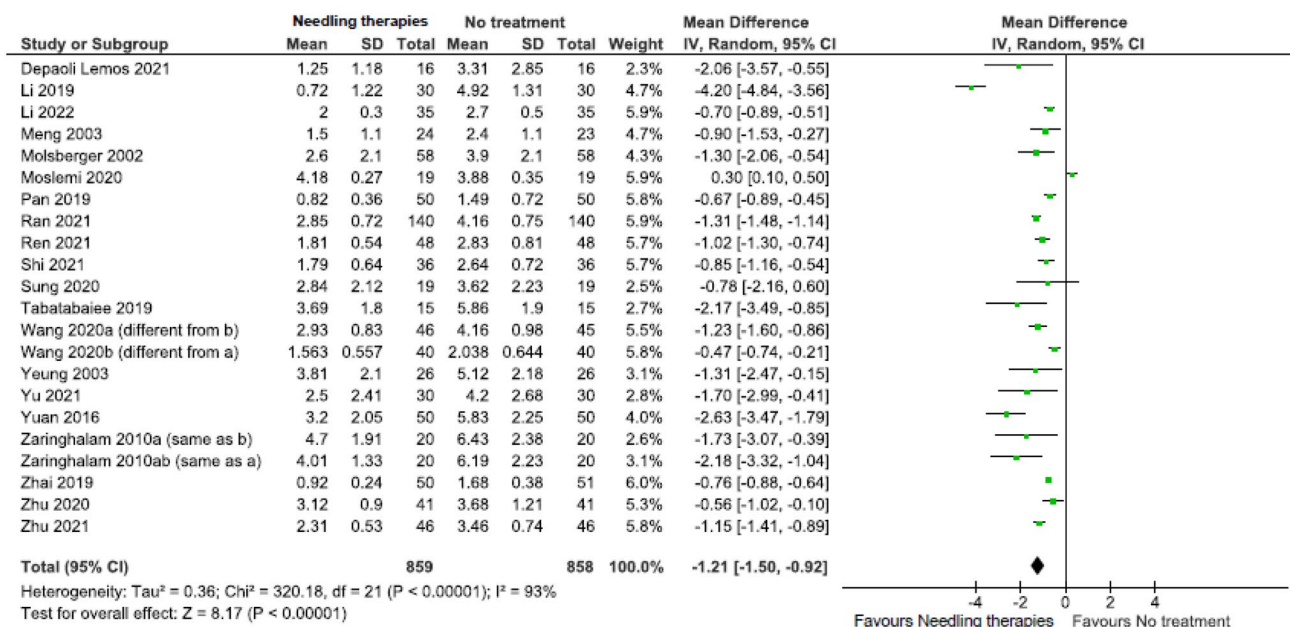 Needling therapies No treatment Mean Difference Mean Difference
Study or Subgroup Mean SD Total Mean SD Total Weight IV, Random, 95% CI IV, Random, 95% CI
Depaoli Lemos 2021 1.25 1.18 16 3.31 2.85 16 2.3% -2.06 [-3.57, -0.55]
Li 2019 0.72 1.22 30 4.92 1.31 30 4.7% -4.20 [-4.84, -3.56]
Li 2022 2 0.3 35 2.7 0.5 35 5.9% -0.70 [-0.89, -0.51]
Meng 2003 1.5 1.1 24 2.4 1.1 23 4.7% -0.90 [-1.53, -0.27]
Molsberger 2002 2.6 2.1 58 3.9 2.1 58 4.3% -1.30 [-2.06, -0.54]
Moslemi 2020 4.18 0.27 19 3.88 0.35 19 5.9% 0.30 [0.10, 0.50]
Pan 2019 0.82 0.36 50 1.49 0.72 50 5.8% -0.67 [-0.89, -0.45]
Ran 2021 2.85 0.72 140 4.16 0.75 140 5.9% -1.31 [-1.48, -1.14]
Ren 2021 1.81 0.54 48 2.83 0.81 48 5.7% -1.02 [-1.30, -0.74]
Shi 2021 1.79 0.64 36 2.64 0.72 36 5.7% -0.85 [-1.16, -0.54]
Sung 2020 2.84 2.12 19 3.62 2.23 19 2.5% -0.78 [-2.16, 0.60]
Tabatabaiee 2019 3.69 1.8 15 5.86 1.9 15 2.7% -2.17 [-3.49, -0.85]
Wang 2020a (different from b) 2.93 0.83 46 4.16 0.98 45 5.5% -1.23 [-1.60, -0.86]
Wang 2020b (different from a) 1.563 0.557 40 2.038 0.644 40 5.8% -0.47 [-0.74, -0.21]
Yeung 2003 3.81 2.1 26 5.12 2.18 26 3.1% -1.31 [-2.47, -0.15]
Yu 2021 2.5 2.41 30 4.2 2.68 30 2.8% -1.70 [-2.99, -0.41]
Yuan 2016 3.2 2.05 50 5.83 2.25 50 4.1% -2.63 [-3.47, -1.79]
Zaringhalam 2010a (same as b) 4.7 1.91 20 6.43 2.38 20 2.6% -1.73 [-3.07, -0.39]
Zaringhalam 2010ab (same as a) 4.01 1.33 20 6.19 2.23 20 3.1% -2.18 [-3.32, -1.04]
Zhai 2019 0.92 0.24 50 1.68 0.38 51 6.0% -0.76 [-0.88, -0.64]
Zhu 2020 3.12 0.9 41 3.68 1.21 41 5.3% -0.56 [-1.02, -0.10]
Zhu 2021 2.31 0.53 46 3.46 0.74 46 5.8% -1.15 [-1.41, -0.89]
Total (95% CI) 859 858 100.0% -1.21 [-1.50, -0.92]
Heterogeneity: Tau² = 0.36; Chi² = 320.18, df = 21 (P < 0.00001); I² = 93%
Test for overall effect: Z = 8.17 (P < 0.00001)
-4 -2 0 2 4
Favours Needling therapies Favours No treatment